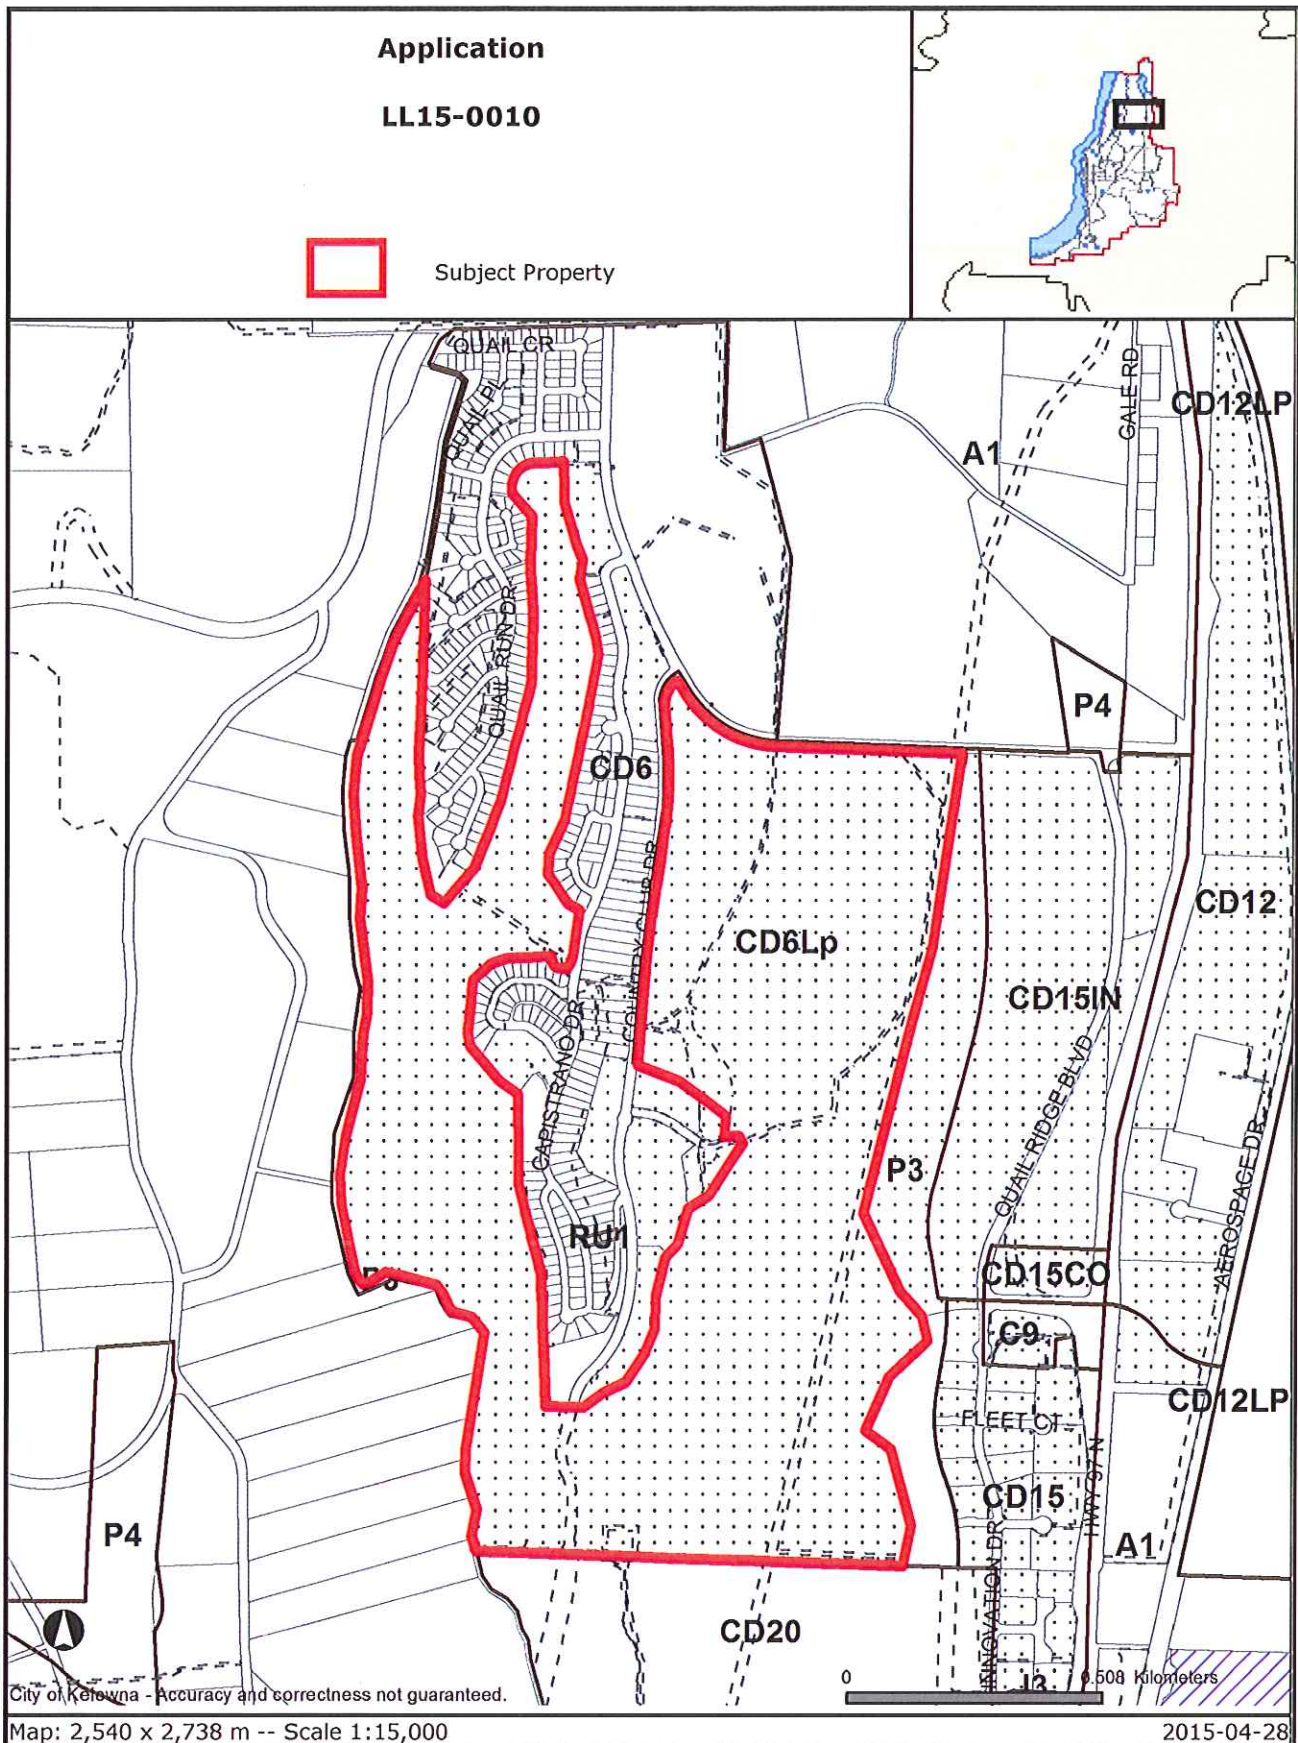 Application
LL15-0010
Subject Property
QUAIL CR
QUAIL PL
GALE RD
CD12LP
A1
QUAIL RUN DR
P4
CD6
COUNTRY CLUB DR
CD12
CD6Lp
CD15IN
CAPISTRANO DR
QUAIL RIDGE BLVD
AEROSPACE DR
P3
RU1
CD15CO
C9
CD12LP
FLEET CT
HWY 97 N
CD15
P4
A1
INNOVATION DR
CD20
I3
0 0.508 Kilometers
City of Kelowna - Accuracy and correctness not guaranteed.
Map: 2,540 x 2,738 m -- Scale 1:15,000
2015-04-28